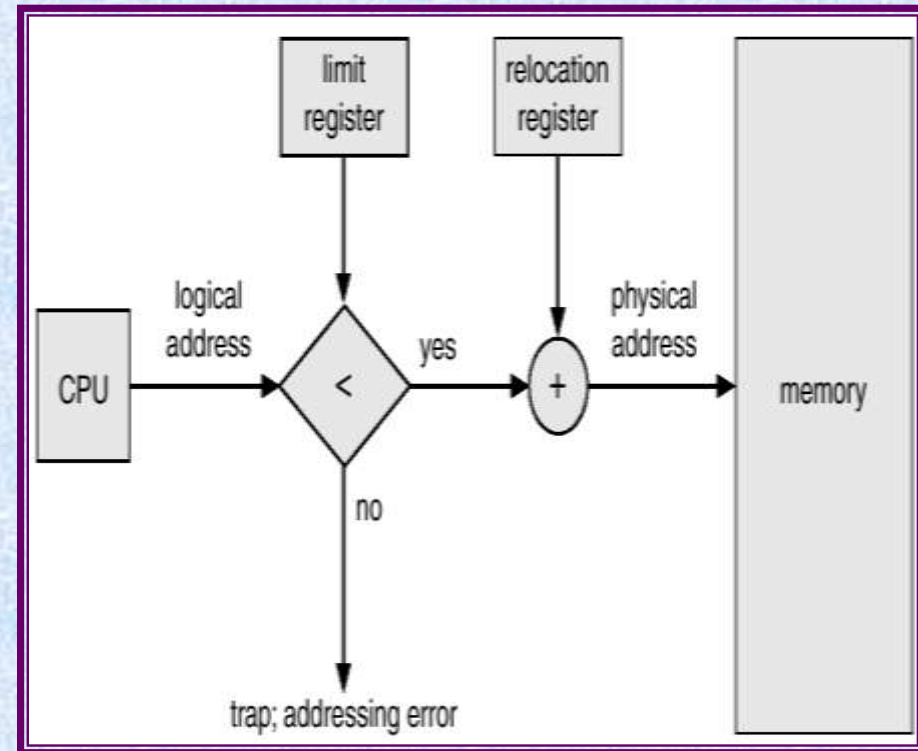 limit
register
relocation
register
logical
address
physical
address
yes
CPU
<
+
memory
no
trap; addressing error